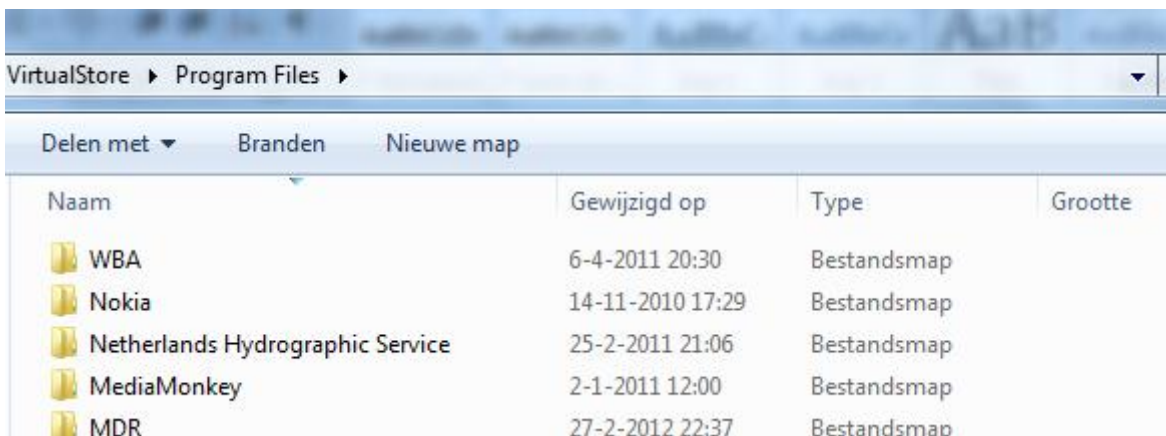 VirtualStore Program Files
Delen met Branden Nieuwe map
Naam Gewijzigd op Type Grootte
WBA 6-4-2011 20:30 Bestandsmap
Nokia 14-11-2010 17:29 Bestandsmap
Netherlands Hydrographic Service 25-2-2011 21:06 Bestandsmap
MediaMonkey 2-1-2011 12:00 Bestandsmap
MDR 27-2-2012 22:37 Bestandsmap